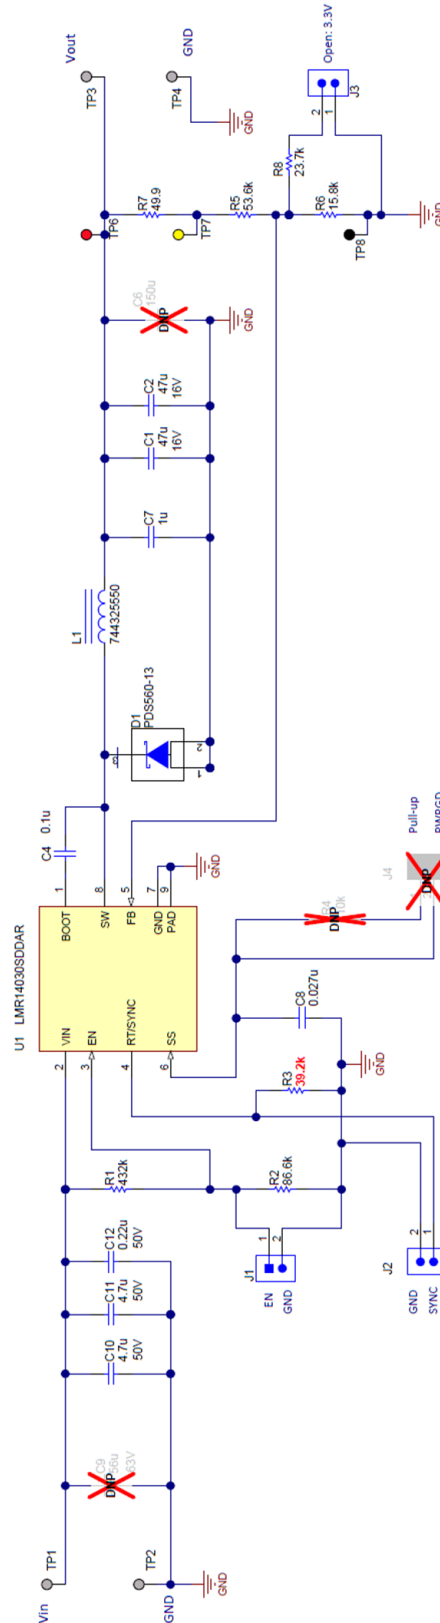 Vin
TP1
TP2
GND
GND
C9
56u
63V
DNP
C10
4.7u
50V
C11
4.7u
50V
C12
0.22u
50V
R1
432k
R2
86.6k
J1
EN
GND
1
2
J2
GND
SYNC
2
1
R3
39.2k
GND
C8
0.027u
R4
10k
DNP
J4
DNP
Pull-up
PWRGD
U1 LMR14030SDDAR
2
VIN
3
EN
4
RT/SYNC
6
SS
BOOT
1
SW
8
FB
5
GND
7
PAD
9
GND
C4
0.1u
D1
PDS560-13
3
1
2
L1
744325550
C7
1u
C1
47u
16V
C2
47u
16V
C6
150u
DNP
GND
TP6
R7
49.9
TP7
R5
53.6k
R6
15.8k
TP8
GND
R8
23.7k
2
1
J3
Open: 3.3V
Vout
TP3
GND
TP4
GND